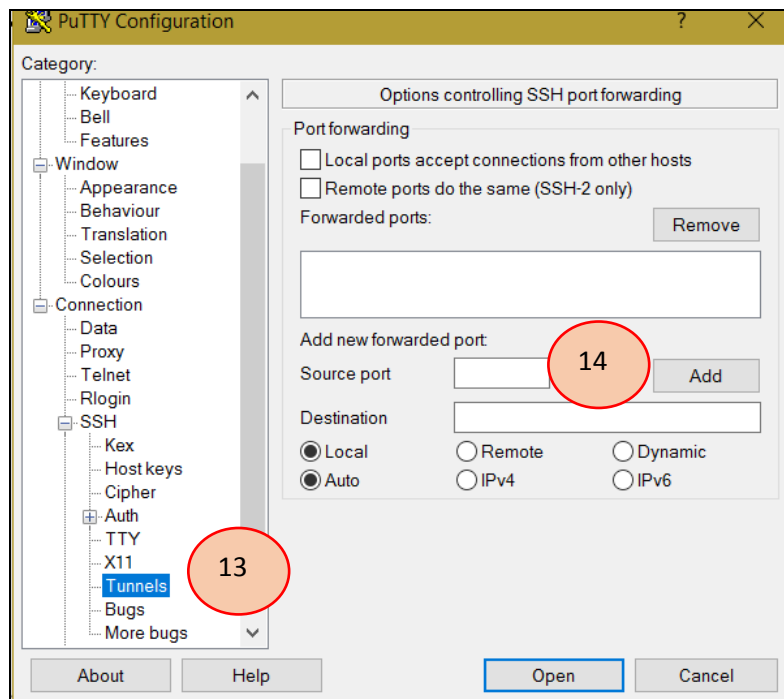 PuTTY Configuration ? ×
Category:
Keyboard
Bell
Features
Window
Appearance
Behaviour
Translation
Selection
Colours
Connection
Data
Proxy
Telnet
Rlogin
SSH
Kex
Host keys
Cipher
Auth
TTY
X11
Tunnels
Bugs
More bugs
13
Options controlling SSH port forwarding
Port forwarding
Local ports accept connections from other hosts
Remote ports do the same (SSH-2 only)
Forwarded ports:
Remove
Add new forwarded port:
Source port
14
Add
Destination
Local Remote Dynamic
Auto IPv4 IPv6
About Help Open Cancel